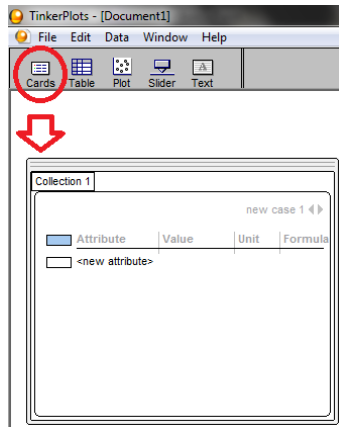 TinkerPlots - [Document1]
File Edit Data Window Help
Cards Table Plot Slider Text
Collection 1
new case 1
Attribute Value Unit Formula
<new attribute>